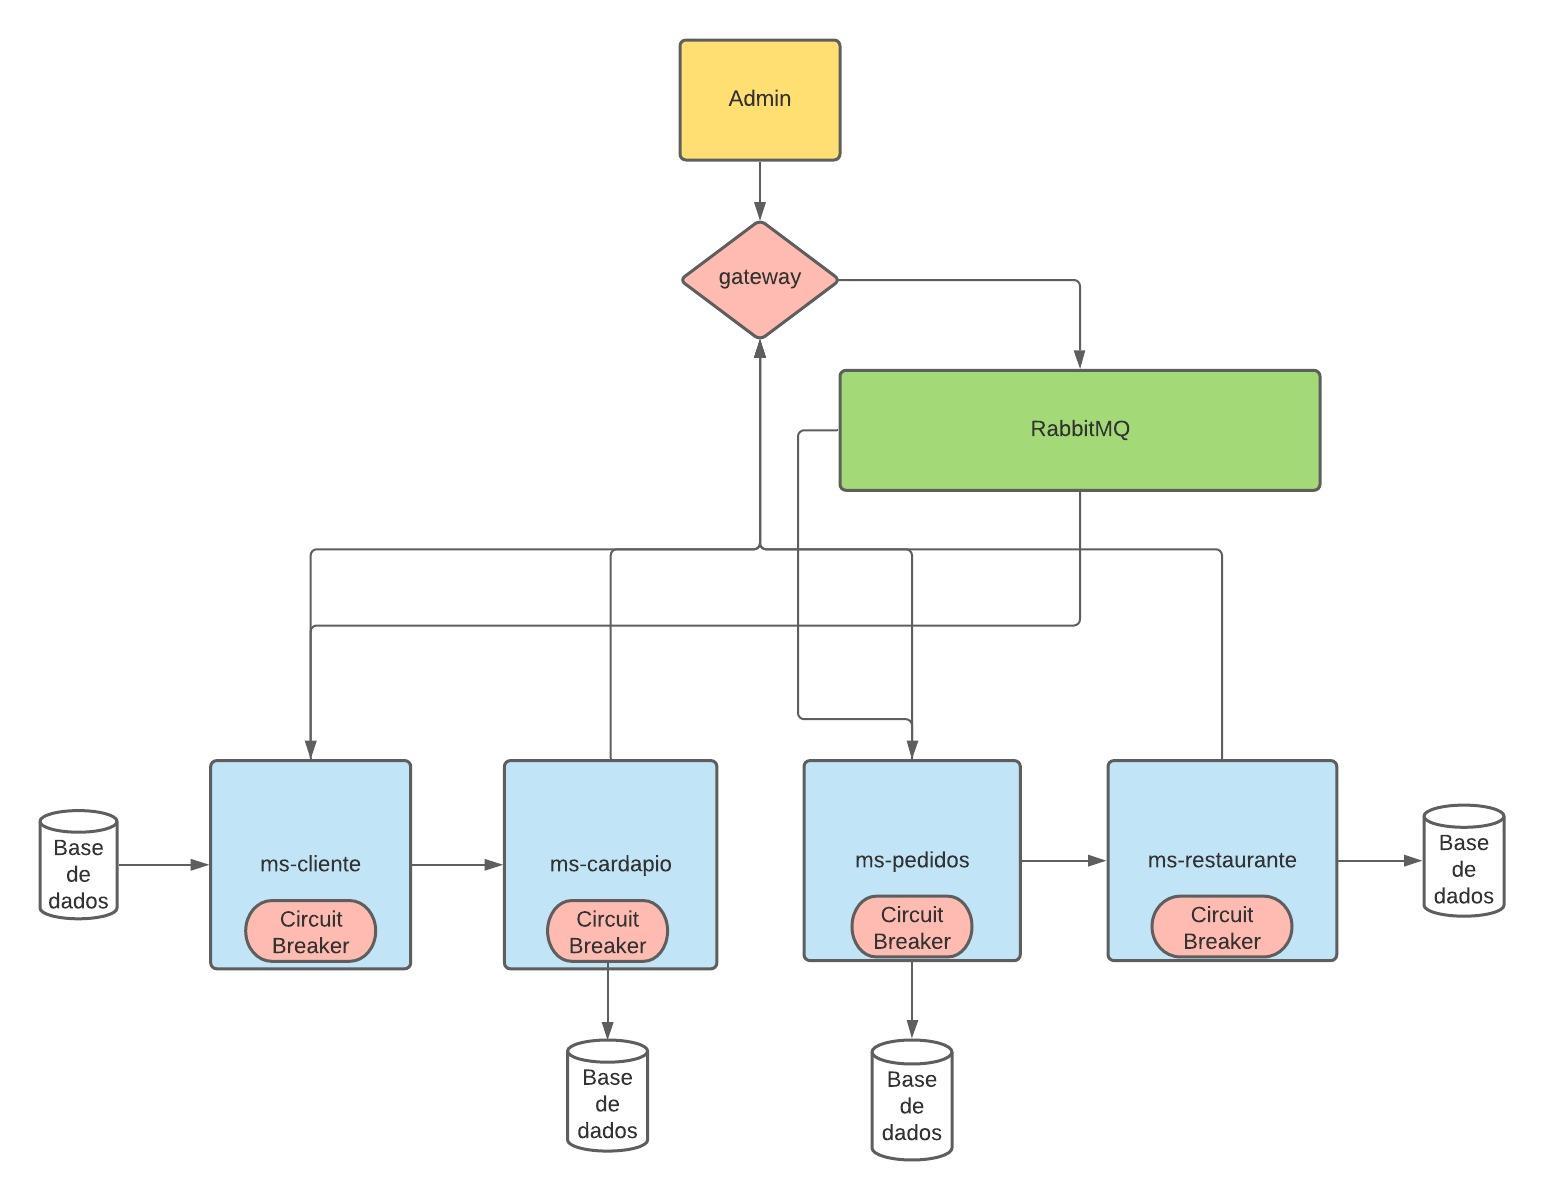 Admin
gateway
RabbitMQ
Base
de
dados
ms-cliente
Circuit
Breaker
ms-cardapio
Circuit
Breaker
ms-pedidos
Circuit
Breaker
ms-restaurante
Circuit
Breaker
Base
de
dados
Base
de
dados
Base
de
dados